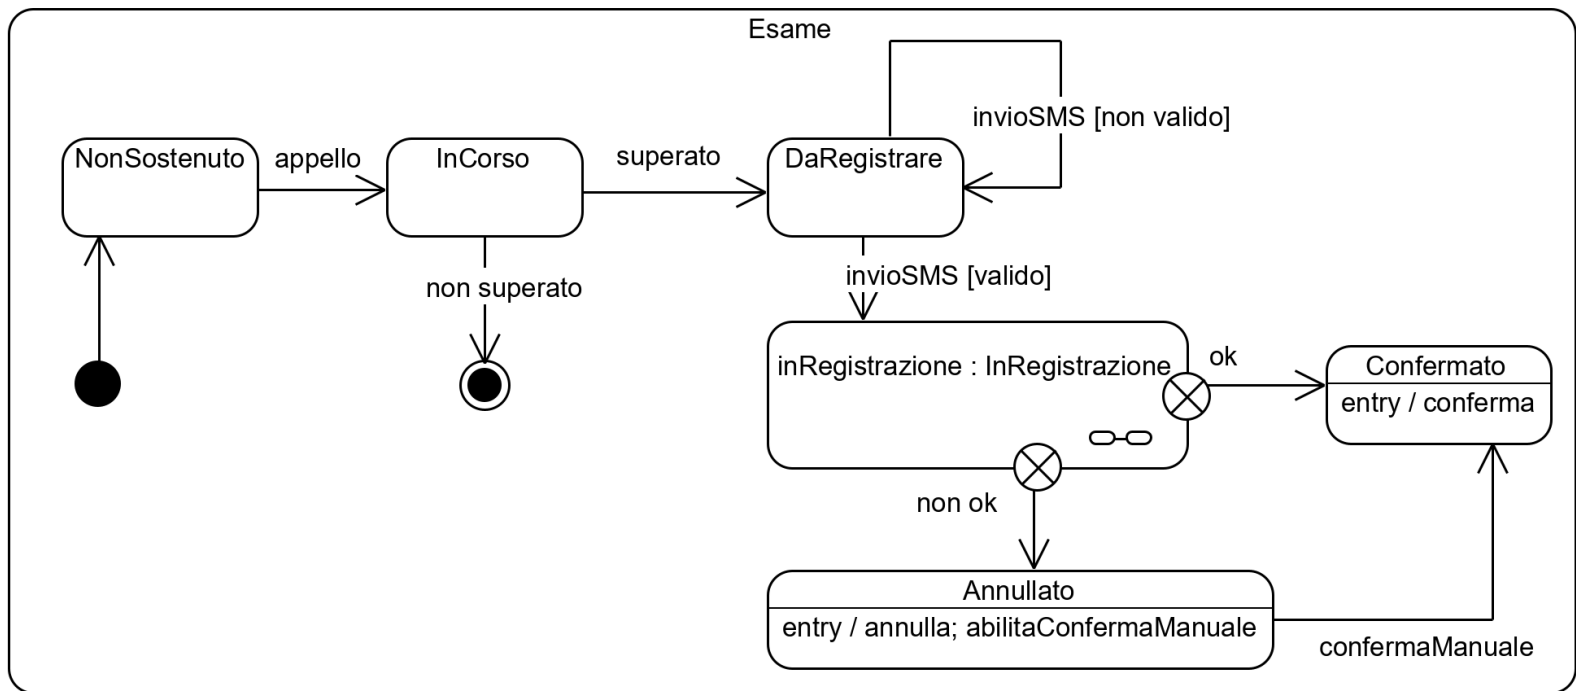 Esame
invioSMS [non valido]
NonSostenuto
appello
InCorso
superato
DaRegistrare
invioSMS [valido]
non superato
inRegistrazione : InRegistrazione
ok
Confermato
entry / conferma
non ok
Annullato
entry / annulla; abilitaConfermaManuale
confermaManuale